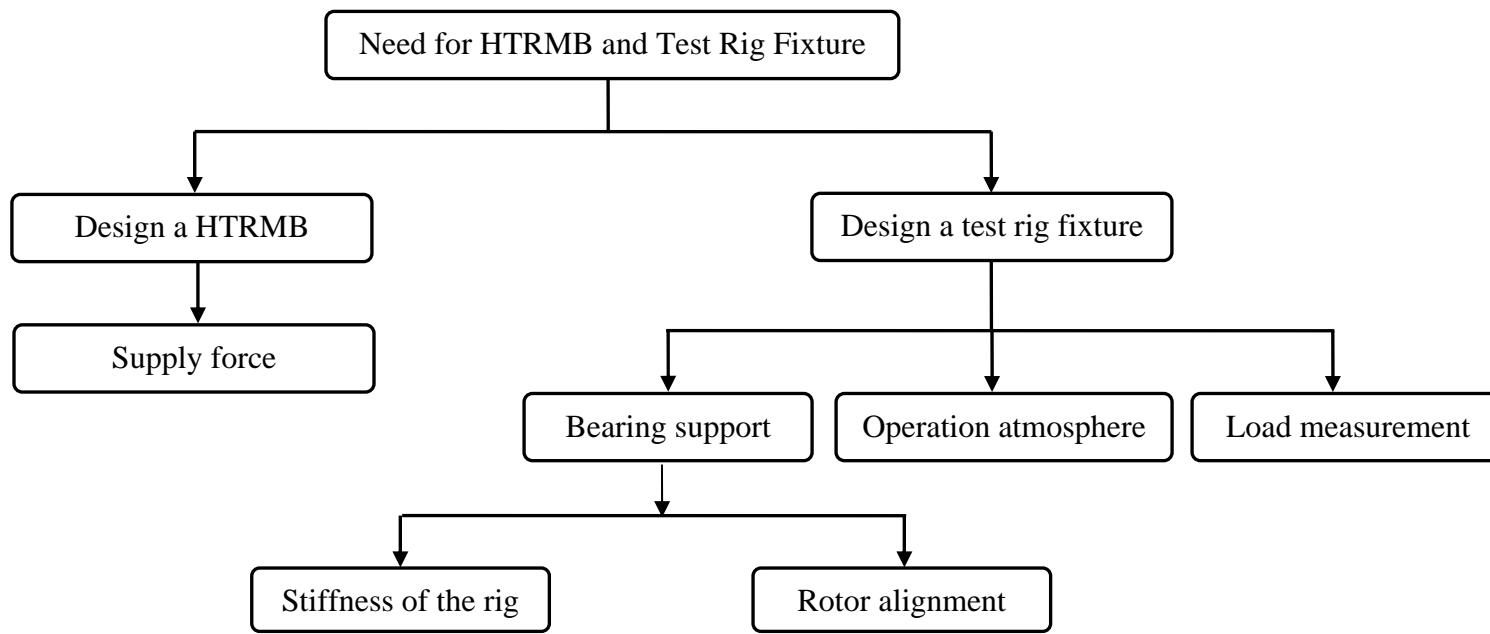 Need for HTRMB and Test Rig Fixture
Design a HTRMB
Design a test rig fixture
Supply force
Bearing support
Operation atmosphere
Load measurement
Stiffness of the rig
Rotor alignment